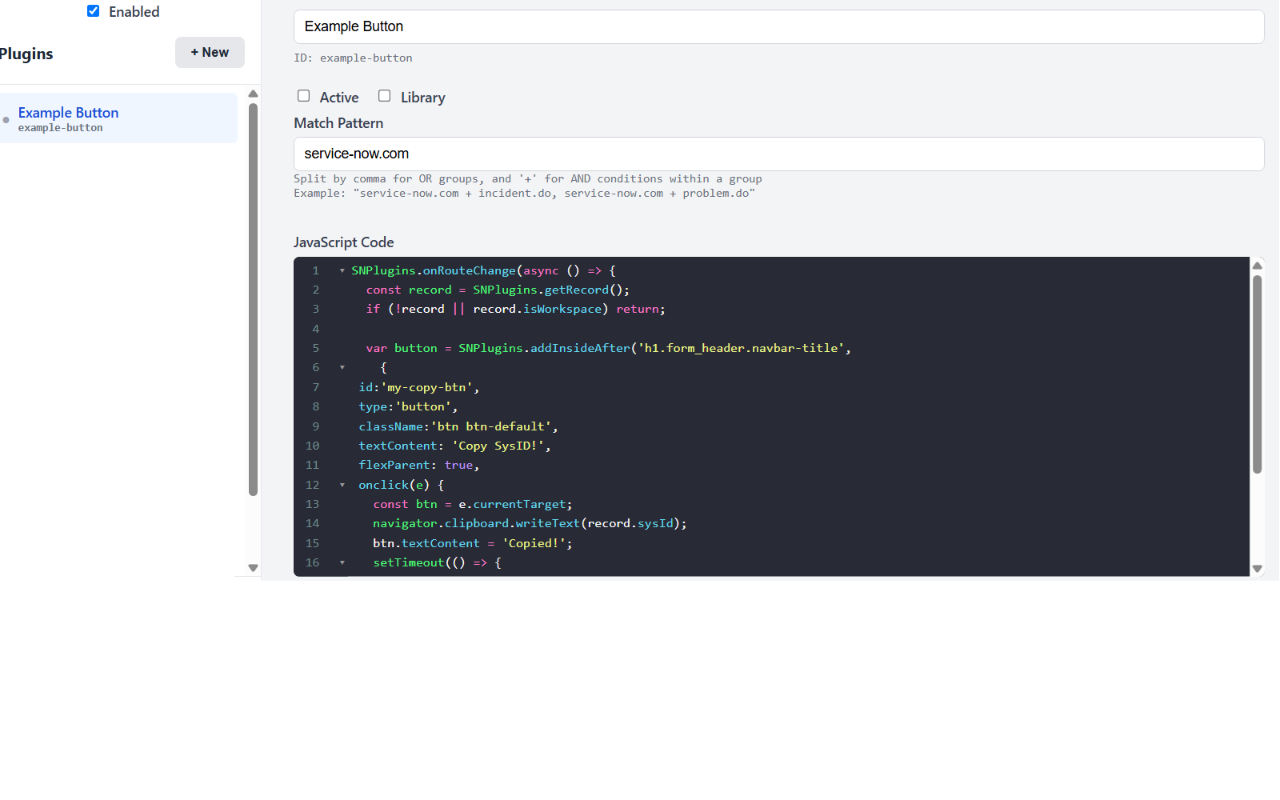 Enabled
Plugins
+ New
Example Button
example-button
Example Button
ID: example-button
Active
Library
Match Pattern
service-now.com
Split by comma for OR groups, and '+' for AND conditions within a group
Example: "service-now.com + incident.do, service-now.com + problem.do"
JavaScript Code
1 SNPlugins.onRouteChange(async () => {
2 const record = SNPlugins.getRecord();
3 if (!record || record.isWorkspace) return;
4
5 var button = SNPlugins.addInsideAfter('h1.form_header.navbar-title',
6 {
7 id:'my-copy-btn',
8 type:'button',
9 className:'btn btn-default',
10 textContent: 'Copy SysID!',
11 flexParent: true,
12 onclick(e) {
13 const btn = e.currentTarget;
14 navigator.clipboard.writeText(record.sysId);
15 btn.textContent = 'Copied!';
16 setTimeout(() => {